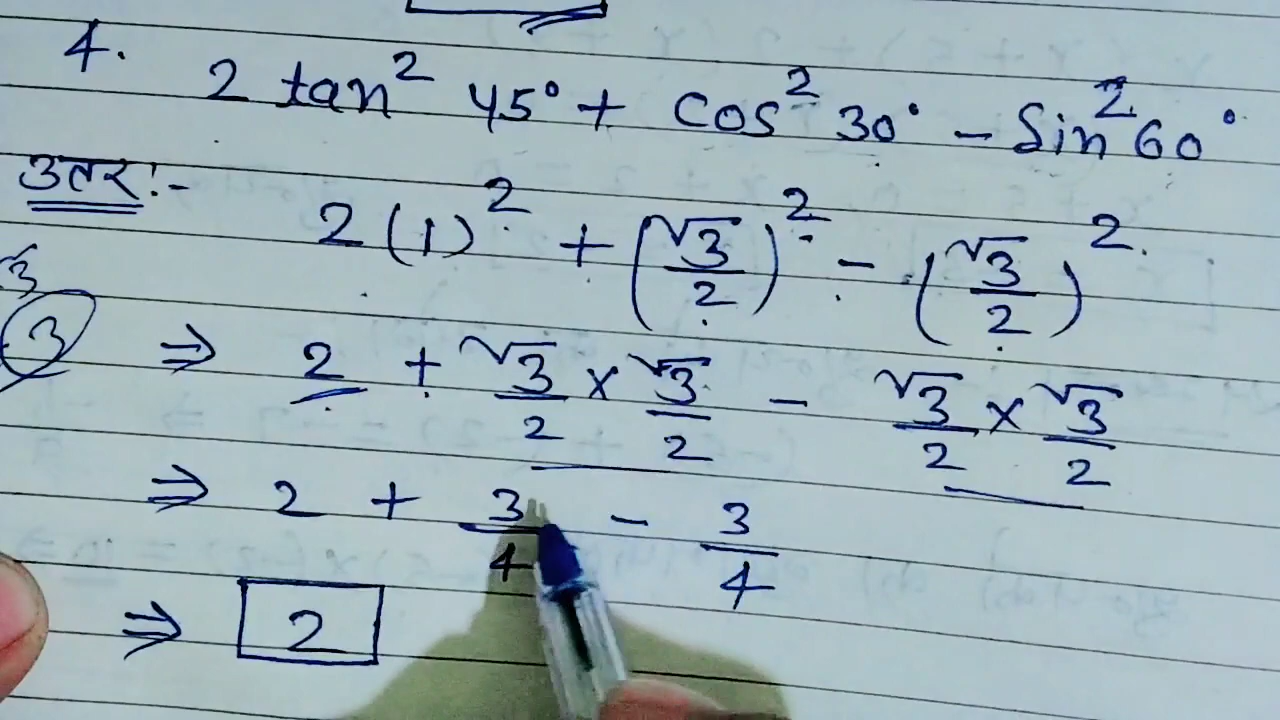 4. 2 tan² 45° + cos² 30° - Sin² 60°
उत्तर:- 2(1)² + (√3/2)² - (√3/2)²
3
⇒ 2 + √3/2 × √3/2 - √3/2 × √3/2
⇒ 2 + 3/4 - 3/4
⇒ 2